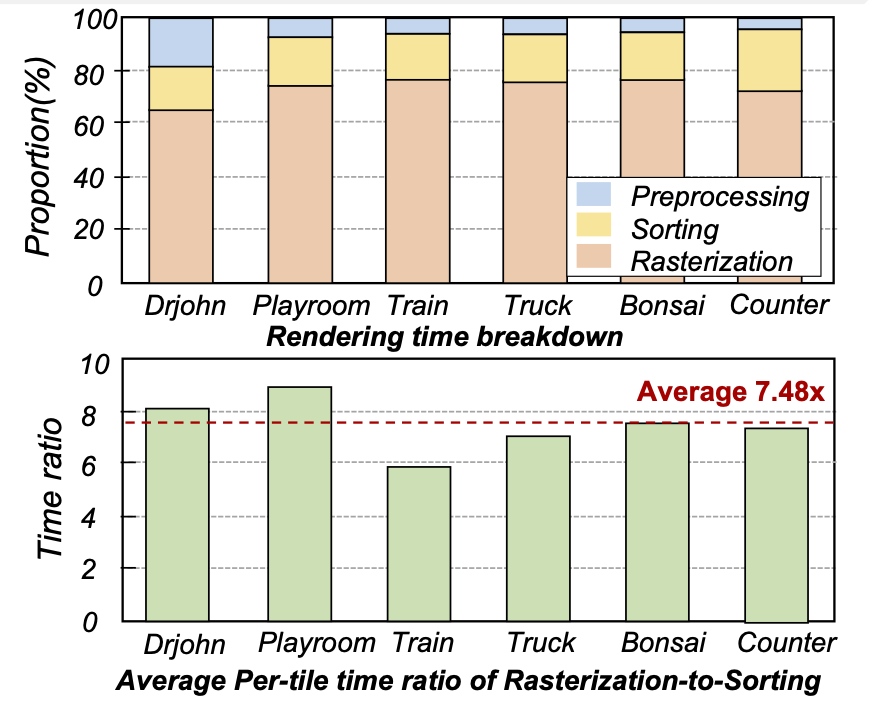 100
80
60
40
20
0
Proportion(%)
Preprocessing
Sorting
Rasterization
Drjohn Playroom Train Truck Bonsai Counter
Rendering time breakdown
10
8
6
4
2
0
Time ratio
Average 7.48x
Drjohn Playroom Train Truck Bonsai Counter
Average Per-tile time ratio of Rasterization-to-Sorting